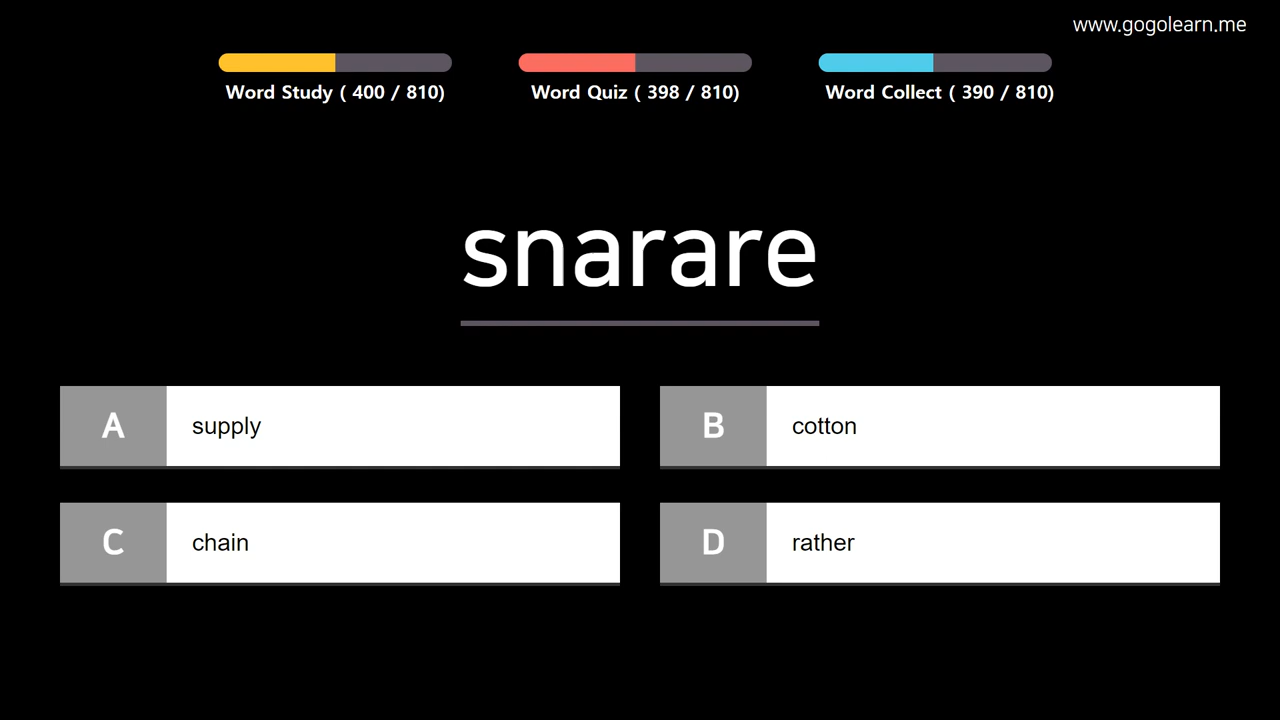 www.gogolearn.me
Word Study ( 400 / 810)
Word Quiz ( 398 / 810)
Word Collect ( 390 / 810)
snarare
A supply
B cotton
C chain
D rather